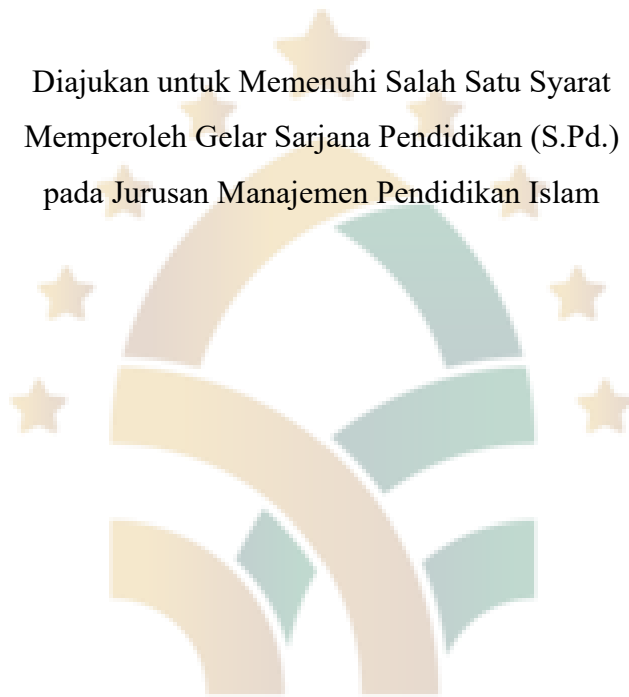 Diajukan untuk Memenuhi Salah Satu Syarat
Memperoleh Gelar Sarjana Pendidikan (S.Pd.)
pada Jurusan Manajemen Pendidikan Islam